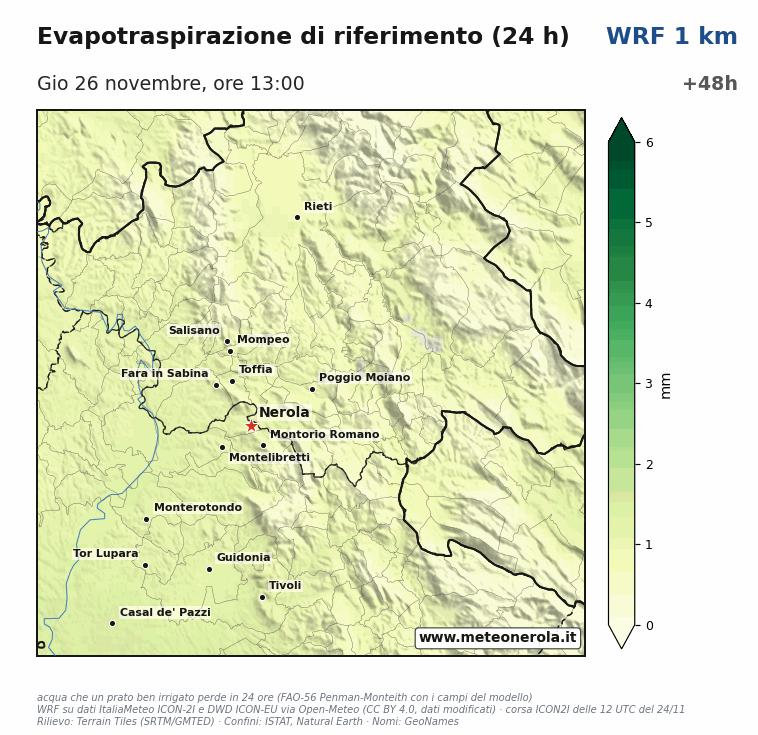 Evapotraspirazione di riferimento (24 h) WRF 1 km
Gio 26 novembre, ore 13:00 +48h
Rieti
Salisano
Mompeo
Fara in Sabina
Toffia
Poggio Moiano
Nerola
Montorio Romano
Montelibretti
Monterotondo
Tor Lupara
Guidonia
Tivoli
Casal de' Pazzi
www.meteonerola.it
6
5
4
3
2
1
0
mm
acqua che un prato ben irrigato perde in 24 ore (FAO-56 Penman-Monteith con i campi del modello)
WRF su dati ItaliaMeteo ICON-2I e DWD ICON-EU via Open-Meteo (CC BY 4.0, dati modificati) · corsa ICON2I delle 12 UTC del 24/11
Rilievo: Terrain Tiles (SRTM/GMTED) · Confini: ISTAT, Natural Earth · Nomi: GeoNames